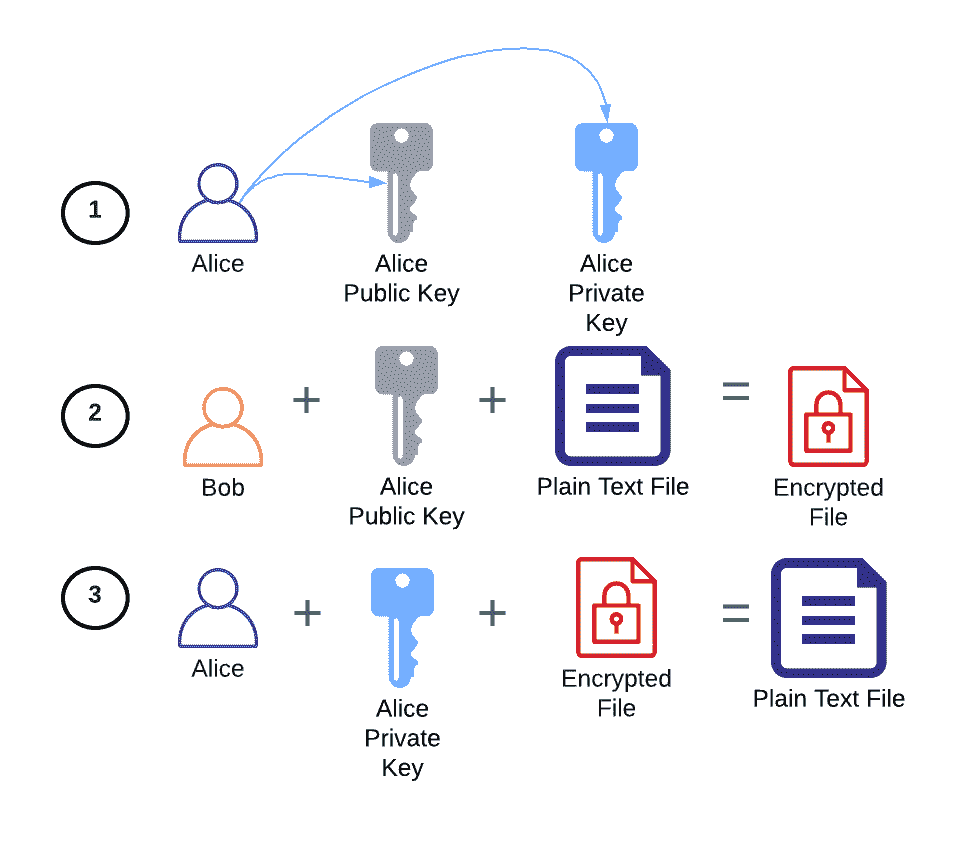 1
Alice
Alice
Public Key
Alice
Private
Key
2
+
+
=
Bob
Alice
Public Key
Plain Text File
Encrypted
File
3
+
+
=
Alice
Alice
Private
Key
Encrypted
File
Plain Text File